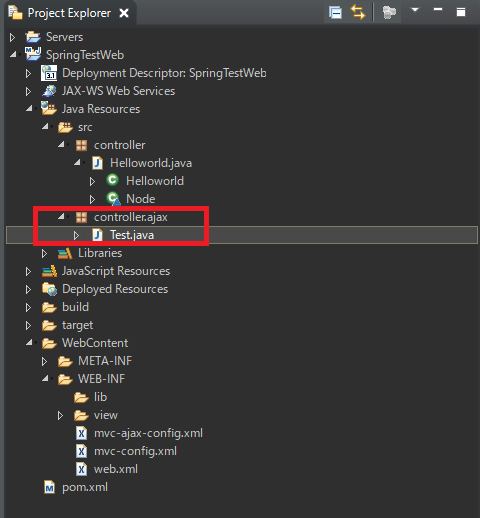 Project Explorer
Servers
SpringTestWeb
3.1 Deployment Descriptor: SpringTestWeb
JAX-WS Web Services
Java Resources
src
controller
J Helloworld.java
C Helloworld
C Node
controller.ajax
J Test.java
Libraries
JavaScript Resources
Deployed Resources
build
target
WebContent
META-INF
WEB-INF
lib
view
X mvc-ajax-config.xml
X mvc-config.xml
X web.xml
M pom.xml